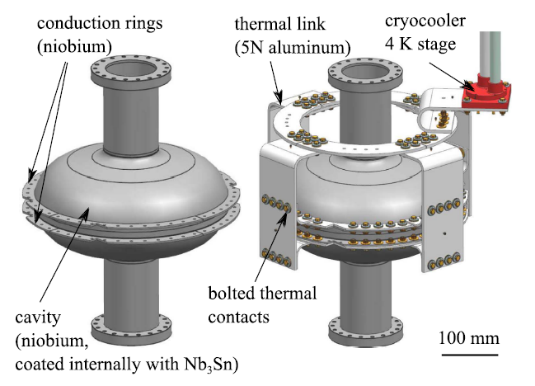 conduction rings
(niobium)
thermal link
(5N aluminum)
cryocooler
4 K stage
bolted thermal
contacts
cavity
(niobium,
coated internally with Nb₃Sn)
100 mm